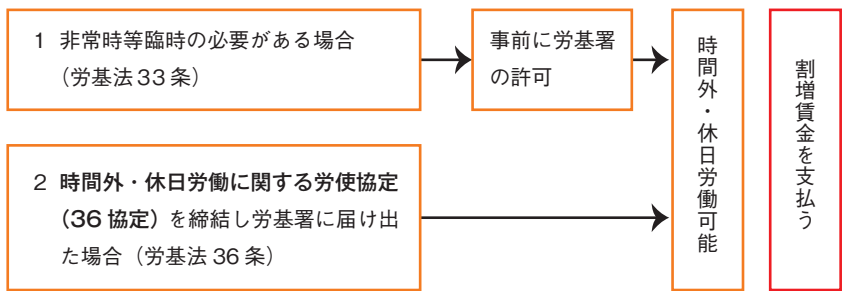 1 非常時等臨時の必要がある場合
（労基法33条）
事前に労基署
の許可
2 時間外・休日労働に関する労使協定
（36協定）を締結し労基署に届け出
た場合（労基法36条）
時間外・休日労働可能
割増賃金を支払う